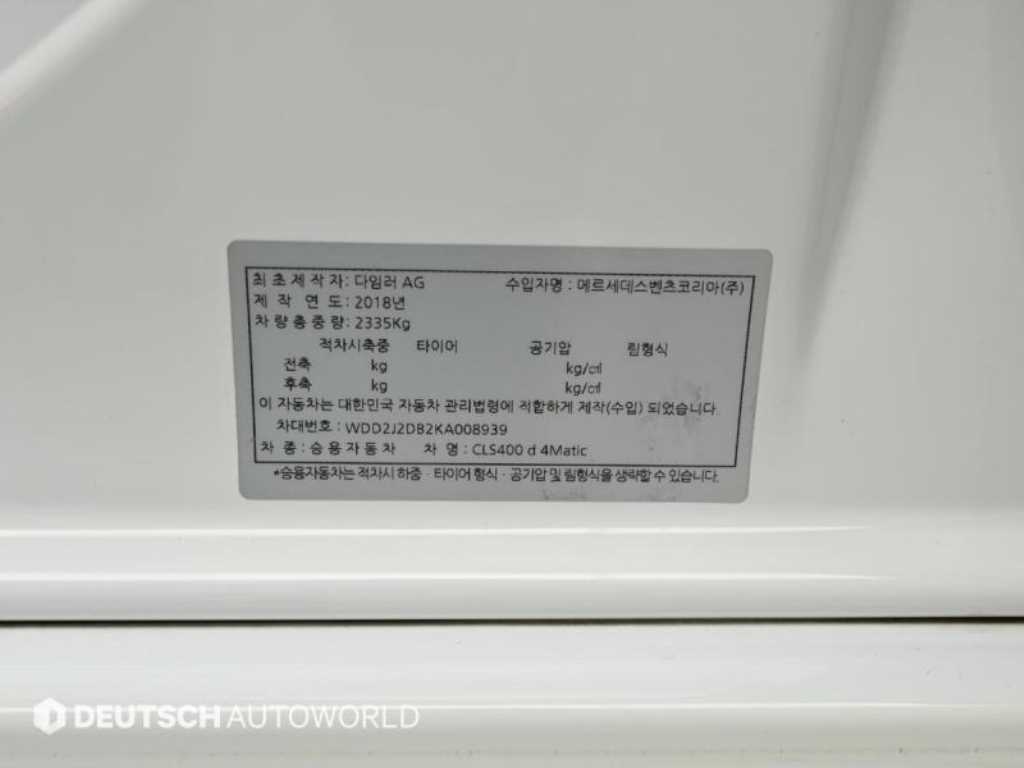 최초제작자: 다임러 AG 수입자명 : 메르세데스벤츠코리아(주)
제 작 연 도: 2018년
차 량 총 중 량: 2335Kg
적차시축중 타이어 공기압 림형식
전축 kg kg/㎠
후축 kg kg/㎠
이 자동차는 대한민국 자동차 관리법령에 적합하게 제작(수입) 되었습니다.
차대번호: WDD2J2DB2KA008939
차 종 : 승용자동차 차 명 : CLS400 d 4Matic
*승용자동차는 적차시 하중 · 타이어 형식 · 공기압 및 림형식을 생략할 수 있습니다.
DEUTSCH AUTOWORLD